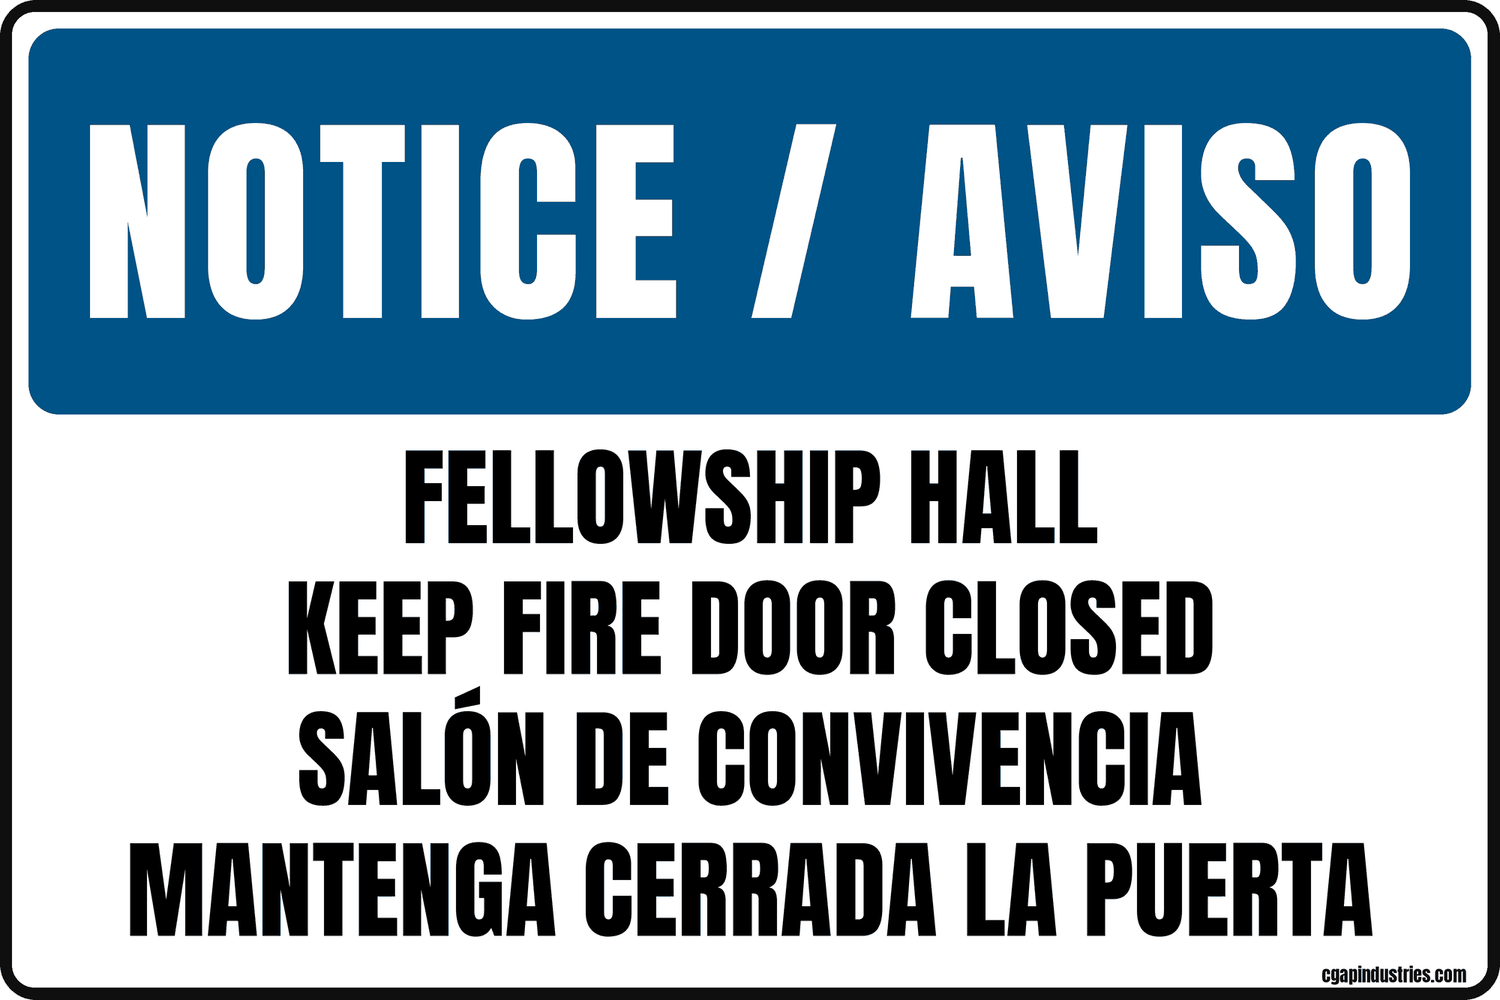 NOTICE / AVISO
FELLOWSHIP HALL
KEEP FIRE DOOR CLOSED
SALÓN DE CONVIVENCIA
MANTENGA CERRADA LA PUERTA
cgapindustries.com